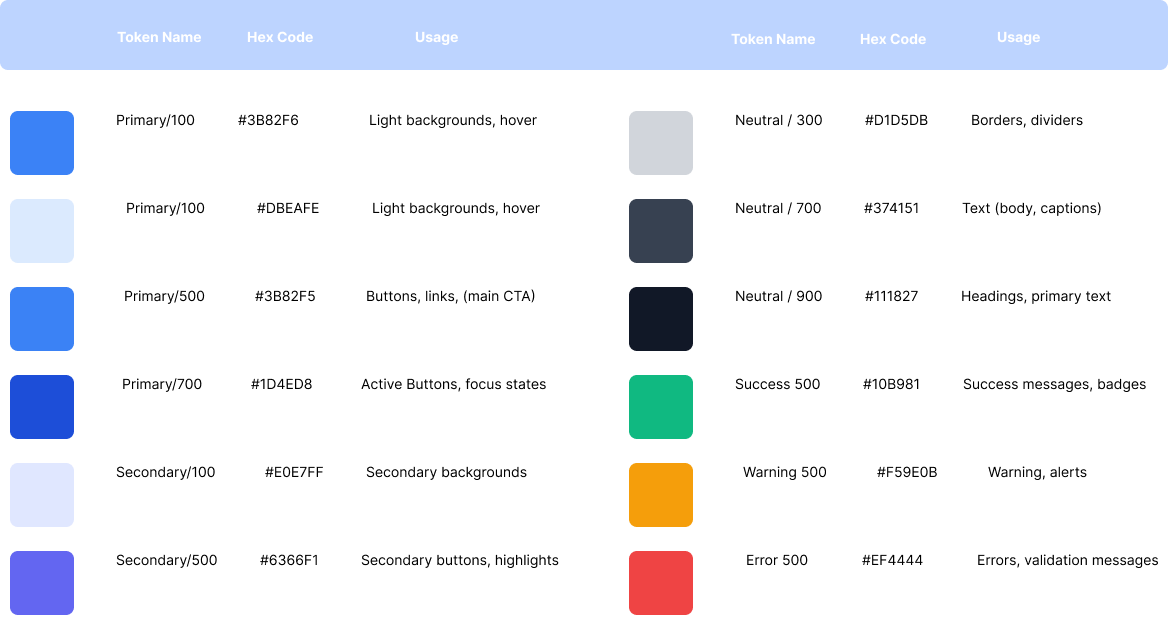 Token Name Hex Code Usage Token Name Hex Code Usage
Primary/100 #3B82F6 Light backgrounds, hover Neutral / 300 #D1D5DB Borders, dividers
Primary/100 #DBEAFE Light backgrounds, hover Neutral / 700 #374151 Text (body, captions)
Primary/500 #3B82F5 Buttons, links, (main CTA) Neutral / 900 #111827 Headings, primary text
Primary/700 #1D4ED8 Active Buttons, focus states Success 500 #10B981 Success messages, badges
Secondary/100 #E0E7FF Secondary backgrounds Warning 500 #F59E0B Warning, alerts
Secondary/500 #6366F1 Secondary buttons, highlights Error 500 #EF4444 Errors, validation messages